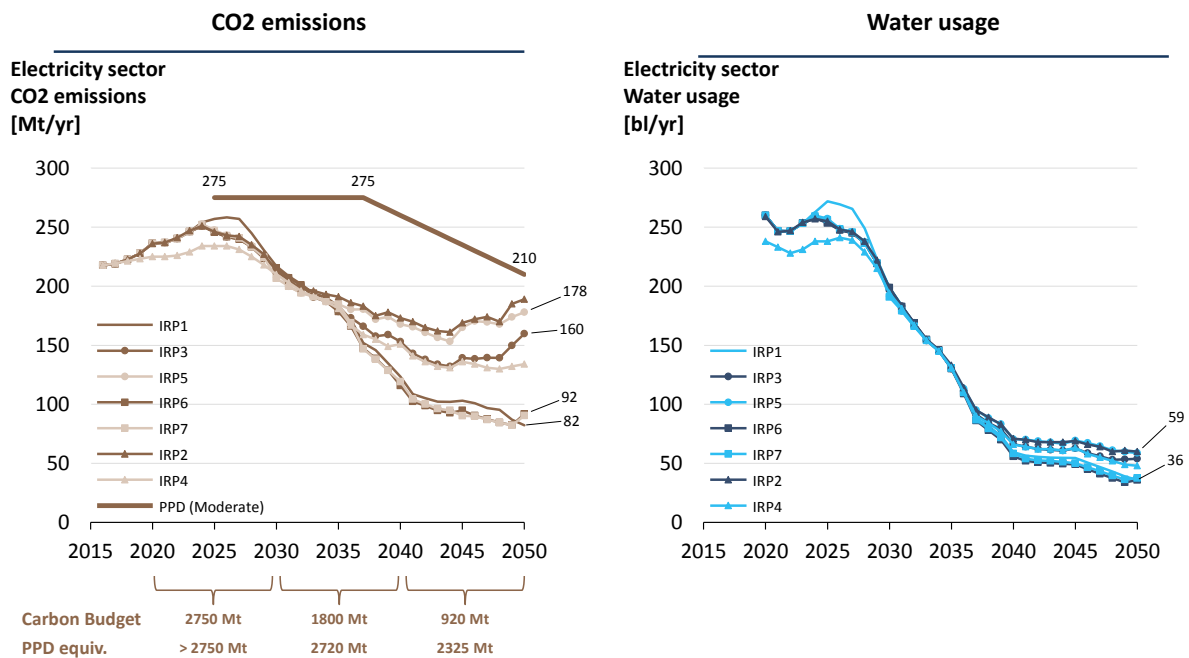 CO2 emissions
Electricity sector
CO2 emissions
[Mt/yr]
300
250
200
150
100
50
0
275
275
210
178
160
92
82
IRP1
IRP3
IRP5
IRP6
IRP7
IRP2
IRP4
PPD (Moderate)
2015 2020 2025 2030 2035 2040 2045 2050
Carbon Budget 2750 Mt 1800 Mt 920 Mt
PPD equiv. > 2750 Mt 2720 Mt 2325 Mt
Water usage
Electricity sector
Water usage
[bl/yr]
300
250
200
150
100
50
0
59
36
IRP1
IRP3
IRP5
IRP6
IRP7
IRP2
IRP4
2015 2020 2025 2030 2035 2040 2045 2050